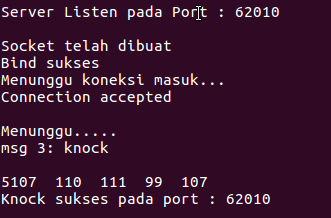 Server Listen pada Port : 62010
Socket telah dibuat
Bind sukses
Menunggu koneksi masuk...
Connection accepted
Menunggu.....
msg 3: knock
5107  110  111  99  107
Knock sukses pada port : 62010